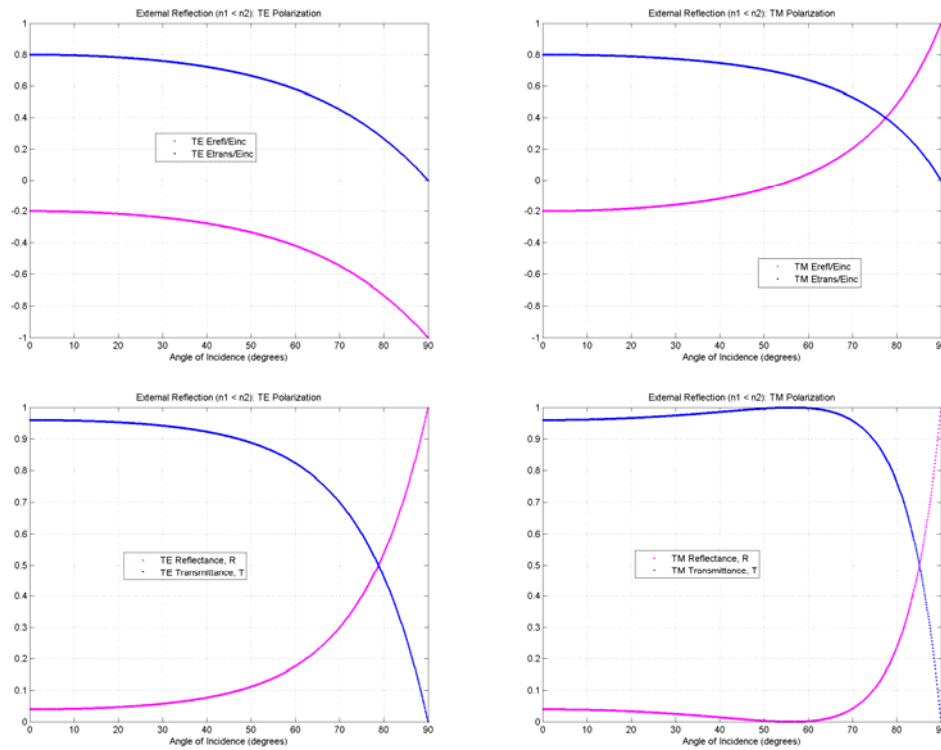 External Reflection (n1 < n2): TE Polarization
1
0.8
0.6
0.4
0.2
0
-0.2
-0.4
-0.6
-0.8
-1
TE Erefl/Einc
TE Etrans/Einc
0 10 20 30 40 50 60 70 80 90
Angle of Incidence (degrees)
External Reflection (n1 < n2): TM Polarization
1
0.8
0.6
0.4
0.2
0
-0.2
-0.4
-0.6
-0.8
-1
TM Erefl/Einc
TM Etrans/Einc
0 10 20 30 40 50 60 70 80 90
Angle of Incidence (degrees)
External Reflection (n1 < n2): TE Polarization
1
0.9
0.8
0.7
0.6
0.5
0.4
0.3
0.2
0.1
0
TE Reflectance, R
TE Transmittance, T
0 10 20 30 40 50 60 70 80 90
Angle of Incidence (degrees)
External Reflection (n1 < n2): TM Polarization
1
0.9
0.8
0.7
0.6
0.5
0.4
0.3
0.2
0.1
0
TM Reflectance, R
TM Transmittance, T
0 10 20 30 40 50 60 70 80 90
Angle of Incidence (degrees)